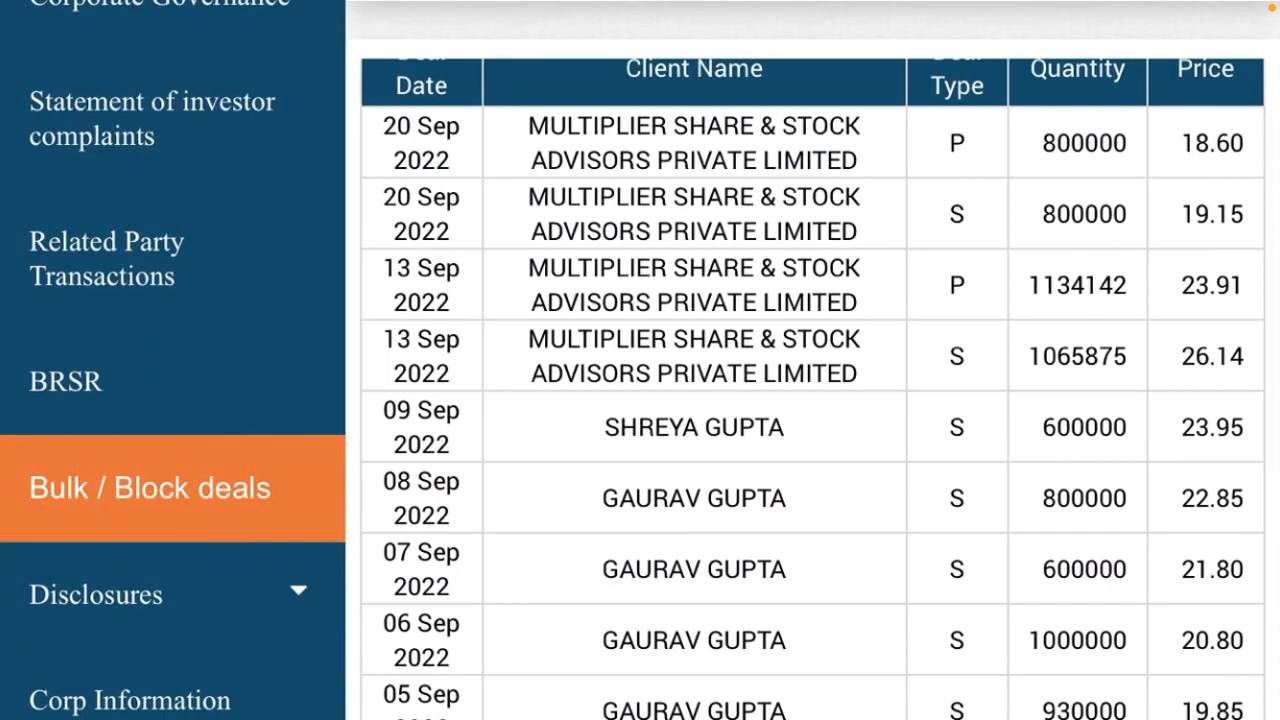 Corporate Governance
Statement of investor
complaints
Related Party
Transactions
BRSR
Bulk / Block deals
Disclosures
Corp Information
Deal
Date
Client Name
Deal
Type
Quantity
Price
20 Sep
2022
MULTIPLIER SHARE & STOCK
ADVISORS PRIVATE LIMITED
P
800000
18.60
20 Sep
2022
MULTIPLIER SHARE & STOCK
ADVISORS PRIVATE LIMITED
S
800000
19.15
13 Sep
2022
MULTIPLIER SHARE & STOCK
ADVISORS PRIVATE LIMITED
P
1134142
23.91
13 Sep
2022
MULTIPLIER SHARE & STOCK
ADVISORS PRIVATE LIMITED
S
1065875
26.14
09 Sep
2022
SHREYA GUPTA
S
600000
23.95
08 Sep
2022
GAURAV GUPTA
S
800000
22.85
07 Sep
2022
GAURAV GUPTA
S
600000
21.80
06 Sep
2022
GAURAV GUPTA
S
1000000
20.80
05 Sep
GAURAV GUPTA
S
930000
19.85